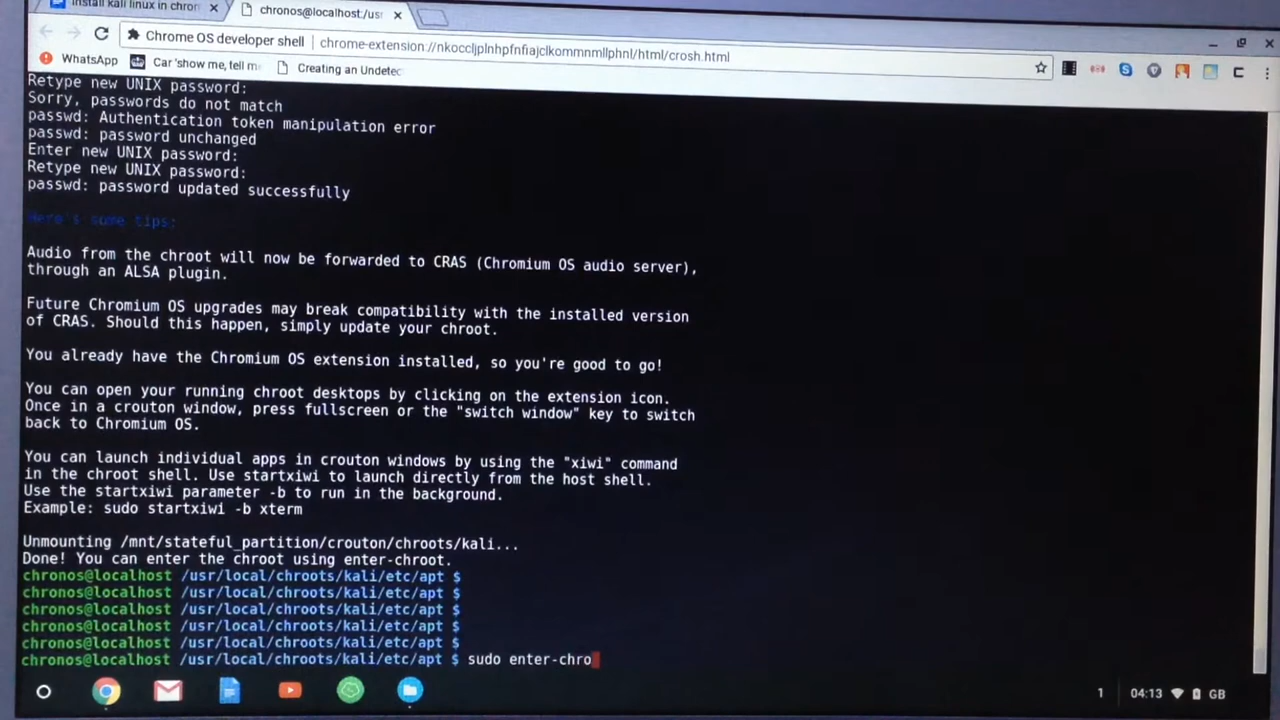 install kali linux in chron
chronos@localhost:/usr
Chrome OS developer shell | chrome-extension://nkoccljplnhpfnfiajclkommnmllphnl/html/crosh.html
WhatsApp
Car 'show me, tell m
Creating an Undetec
Retype new UNIX password:
Sorry, passwords do not match
passwd: Authentication token manipulation error
passwd: password unchanged
Enter new UNIX password:
Retype new UNIX password:
passwd: password updated successfully
Here's some tips:
Audio from the chroot will now be forwarded to CRAS (Chromium OS audio server),
through an ALSA plugin.
Future Chromium OS upgrades may break compatibility with the installed version
of CRAS. Should this happen, simply update your chroot.
You already have the Chromium OS extension installed, so you're good to go!
You can open your running chroot desktops by clicking on the extension icon.
Once in a crouton window, press fullscreen or the "switch window" key to switch
back to Chromium OS.
You can launch individual apps in crouton windows by using the "xiwi" command
in the chroot shell. Use startxiwi to launch directly from the host shell.
Use the startxiwi parameter -b to run in the background.
Example: sudo startxiwi -b xterm
Unmounting /mnt/stateful_partition/crouton/chroots/kali...
Done! You can enter the chroot using enter-chroot.
chronos@localhost /usr/local/chroots/kali/etc/apt $
chronos@localhost /usr/local/chroots/kali/etc/apt $
chronos@localhost /usr/local/chroots/kali/etc/apt $
chronos@localhost /usr/local/chroots/kali/etc/apt $
chronos@localhost /usr/local/chroots/kali/etc/apt $
chronos@localhost /usr/local/chroots/kali/etc/apt $ sudo enter-chro
1 04:13 GB